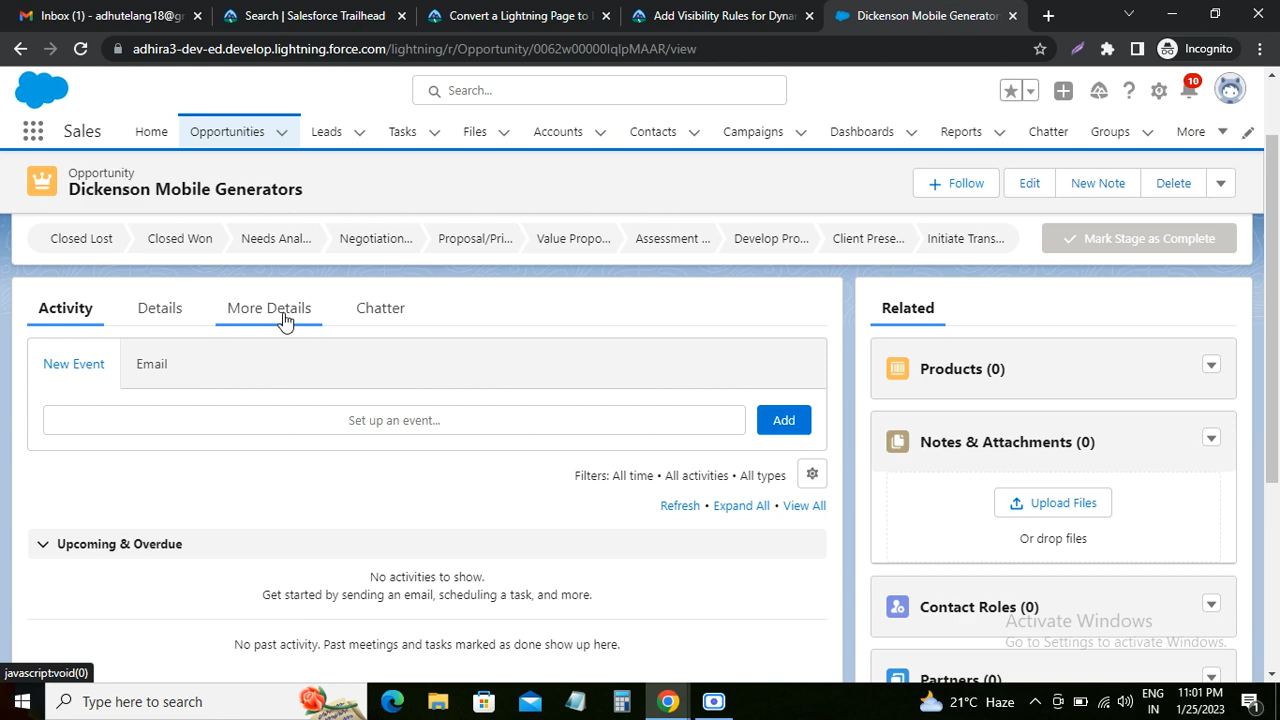 Inbox (1) - adhutelang18@gr
Search | Salesforce Trailhead
Convert a Lightning Page to
Add Visibility Rules for Dyna
Dickenson Mobile Generator
adhira3-dev-ed.develop.lightning.force.com/lightning/r/Opportunity/0062w00000IqlpMAAR/view
Incognito
Search...
10
Sales
Home
Opportunities
Leads
Tasks
Files
Accounts
Contacts
Campaigns
Dashboards
Reports
Chatter
Groups
More
Opportunity
Dickenson Mobile Generators
Follow
Edit
New Note
Delete
Closed Lost
Closed Won
Needs Anal...
Negotiation...
Proposal/Pri...
Value Propo...
Assessment ...
Develop Pro...
Client Prese...
Initiate Trans...
Mark Stage as Complete
Activity
Details
More Details
Chatter
New Event
Email
Set up an event...
Add
Filters: All time • All activities • All types
Refresh • Expand All • View All
Upcoming & Overdue
No activities to show.
Get started by sending an email, scheduling a task, and more.
No past activity. Past meetings and tasks marked as done show up here.
Related
Products (0)
Notes & Attachments (0)
Upload Files
Or drop files
Contact Roles (0)
Partners (0)
Activate Windows
Go to Settings to activate Windows.
javascript:void(0)
Type here to search
21°C Haze
ENG
IN
11:01 PM
1/25/2023
1